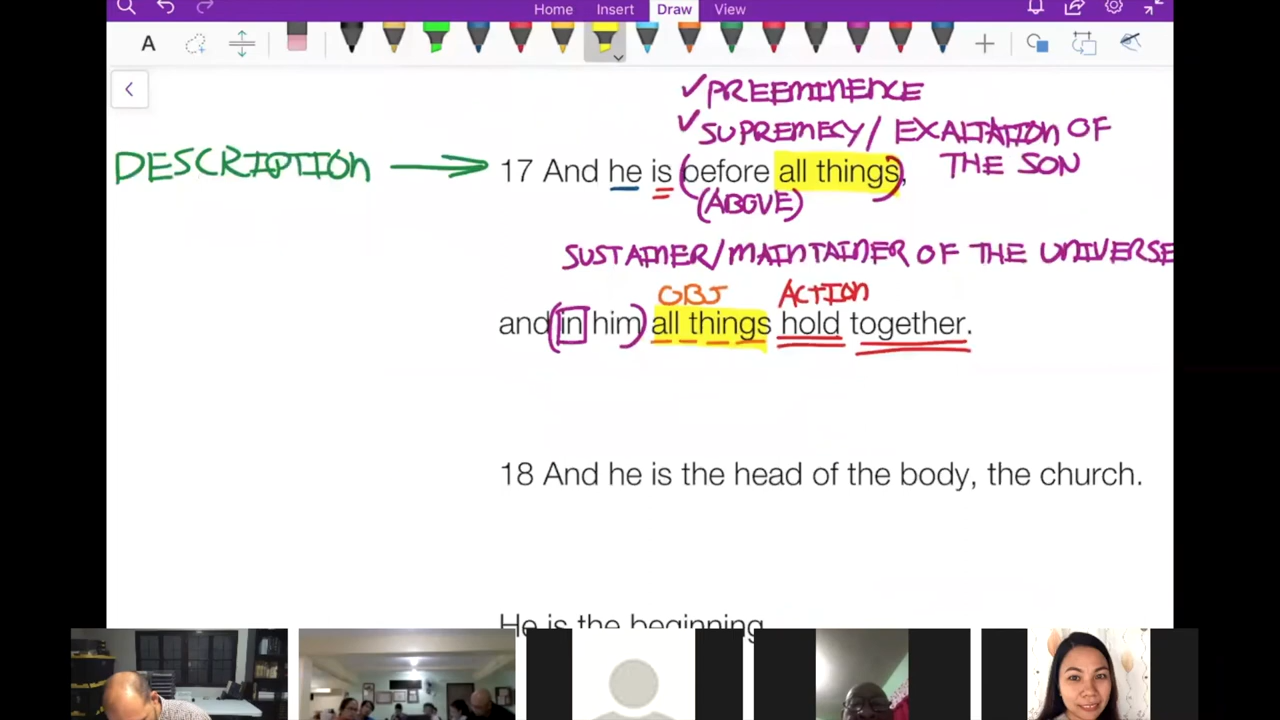 Home Insert Draw View
A
✓PREEMINENCE
✓SUPREMECY/ EXALTATION OF
THE SON
DESCRIPTION → 17 And he is (before all things),
(ABOVE)
SUSTAINER/MAINTAINER OF THE UNIVERSE
OBJ ACTION
and (in him) all things hold together.
18 And he is the head of the body, the church.
He is the beginning